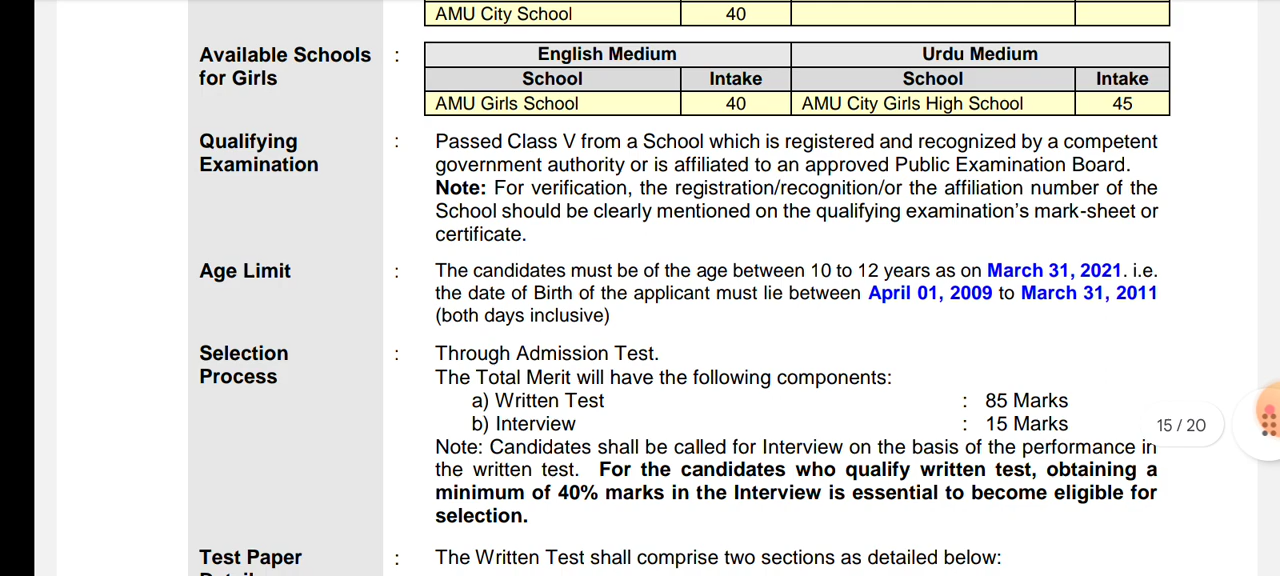 AMU City School 40
Available Schools : English Medium Urdu Medium
for Girls School Intake School Intake
AMU Girls School 40 AMU City Girls High School 45
Qualifying : Passed Class V from a School which is registered and recognized by a competent
Examination government authority or is affiliated to an approved Public Examination Board.
Note: For verification, the registration/recognition/or the affiliation number of the
School should be clearly mentioned on the qualifying examination's mark-sheet or
certificate.
Age Limit : The candidates must be of the age between 10 to 12 years as on March 31, 2021. i.e.
the date of Birth of the applicant must lie between April 01, 2009 to March 31, 2011
(both days inclusive)
Selection : Through Admission Test.
Process The Total Merit will have the following components:
a) Written Test : 85 Marks
b) Interview : 15 Marks
15 / 20
Note: Candidates shall be called for Interview on the basis of the performance in
the written test. For the candidates who qualify written test, obtaining a
minimum of 40% marks in the Interview is essential to become eligible for
selection.
Test Paper : The Written Test shall comprise two sections as detailed below: